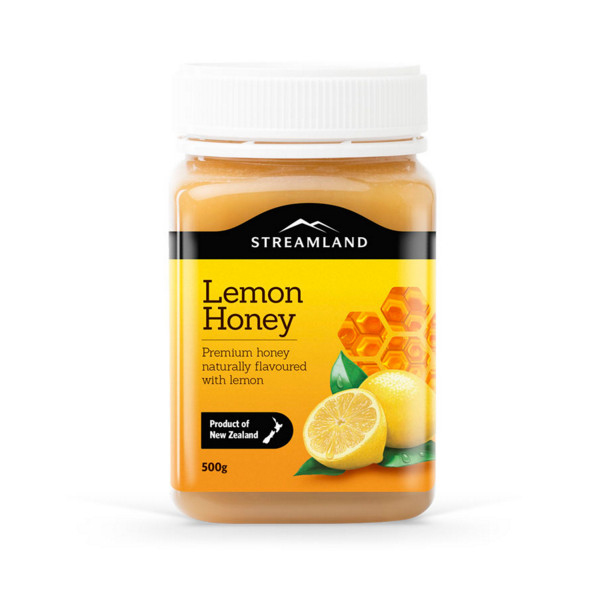 STREAMLAND
Lemon
Honey
Premium honey
naturally flavoured
with lemon
Product of
New Zealand
500g